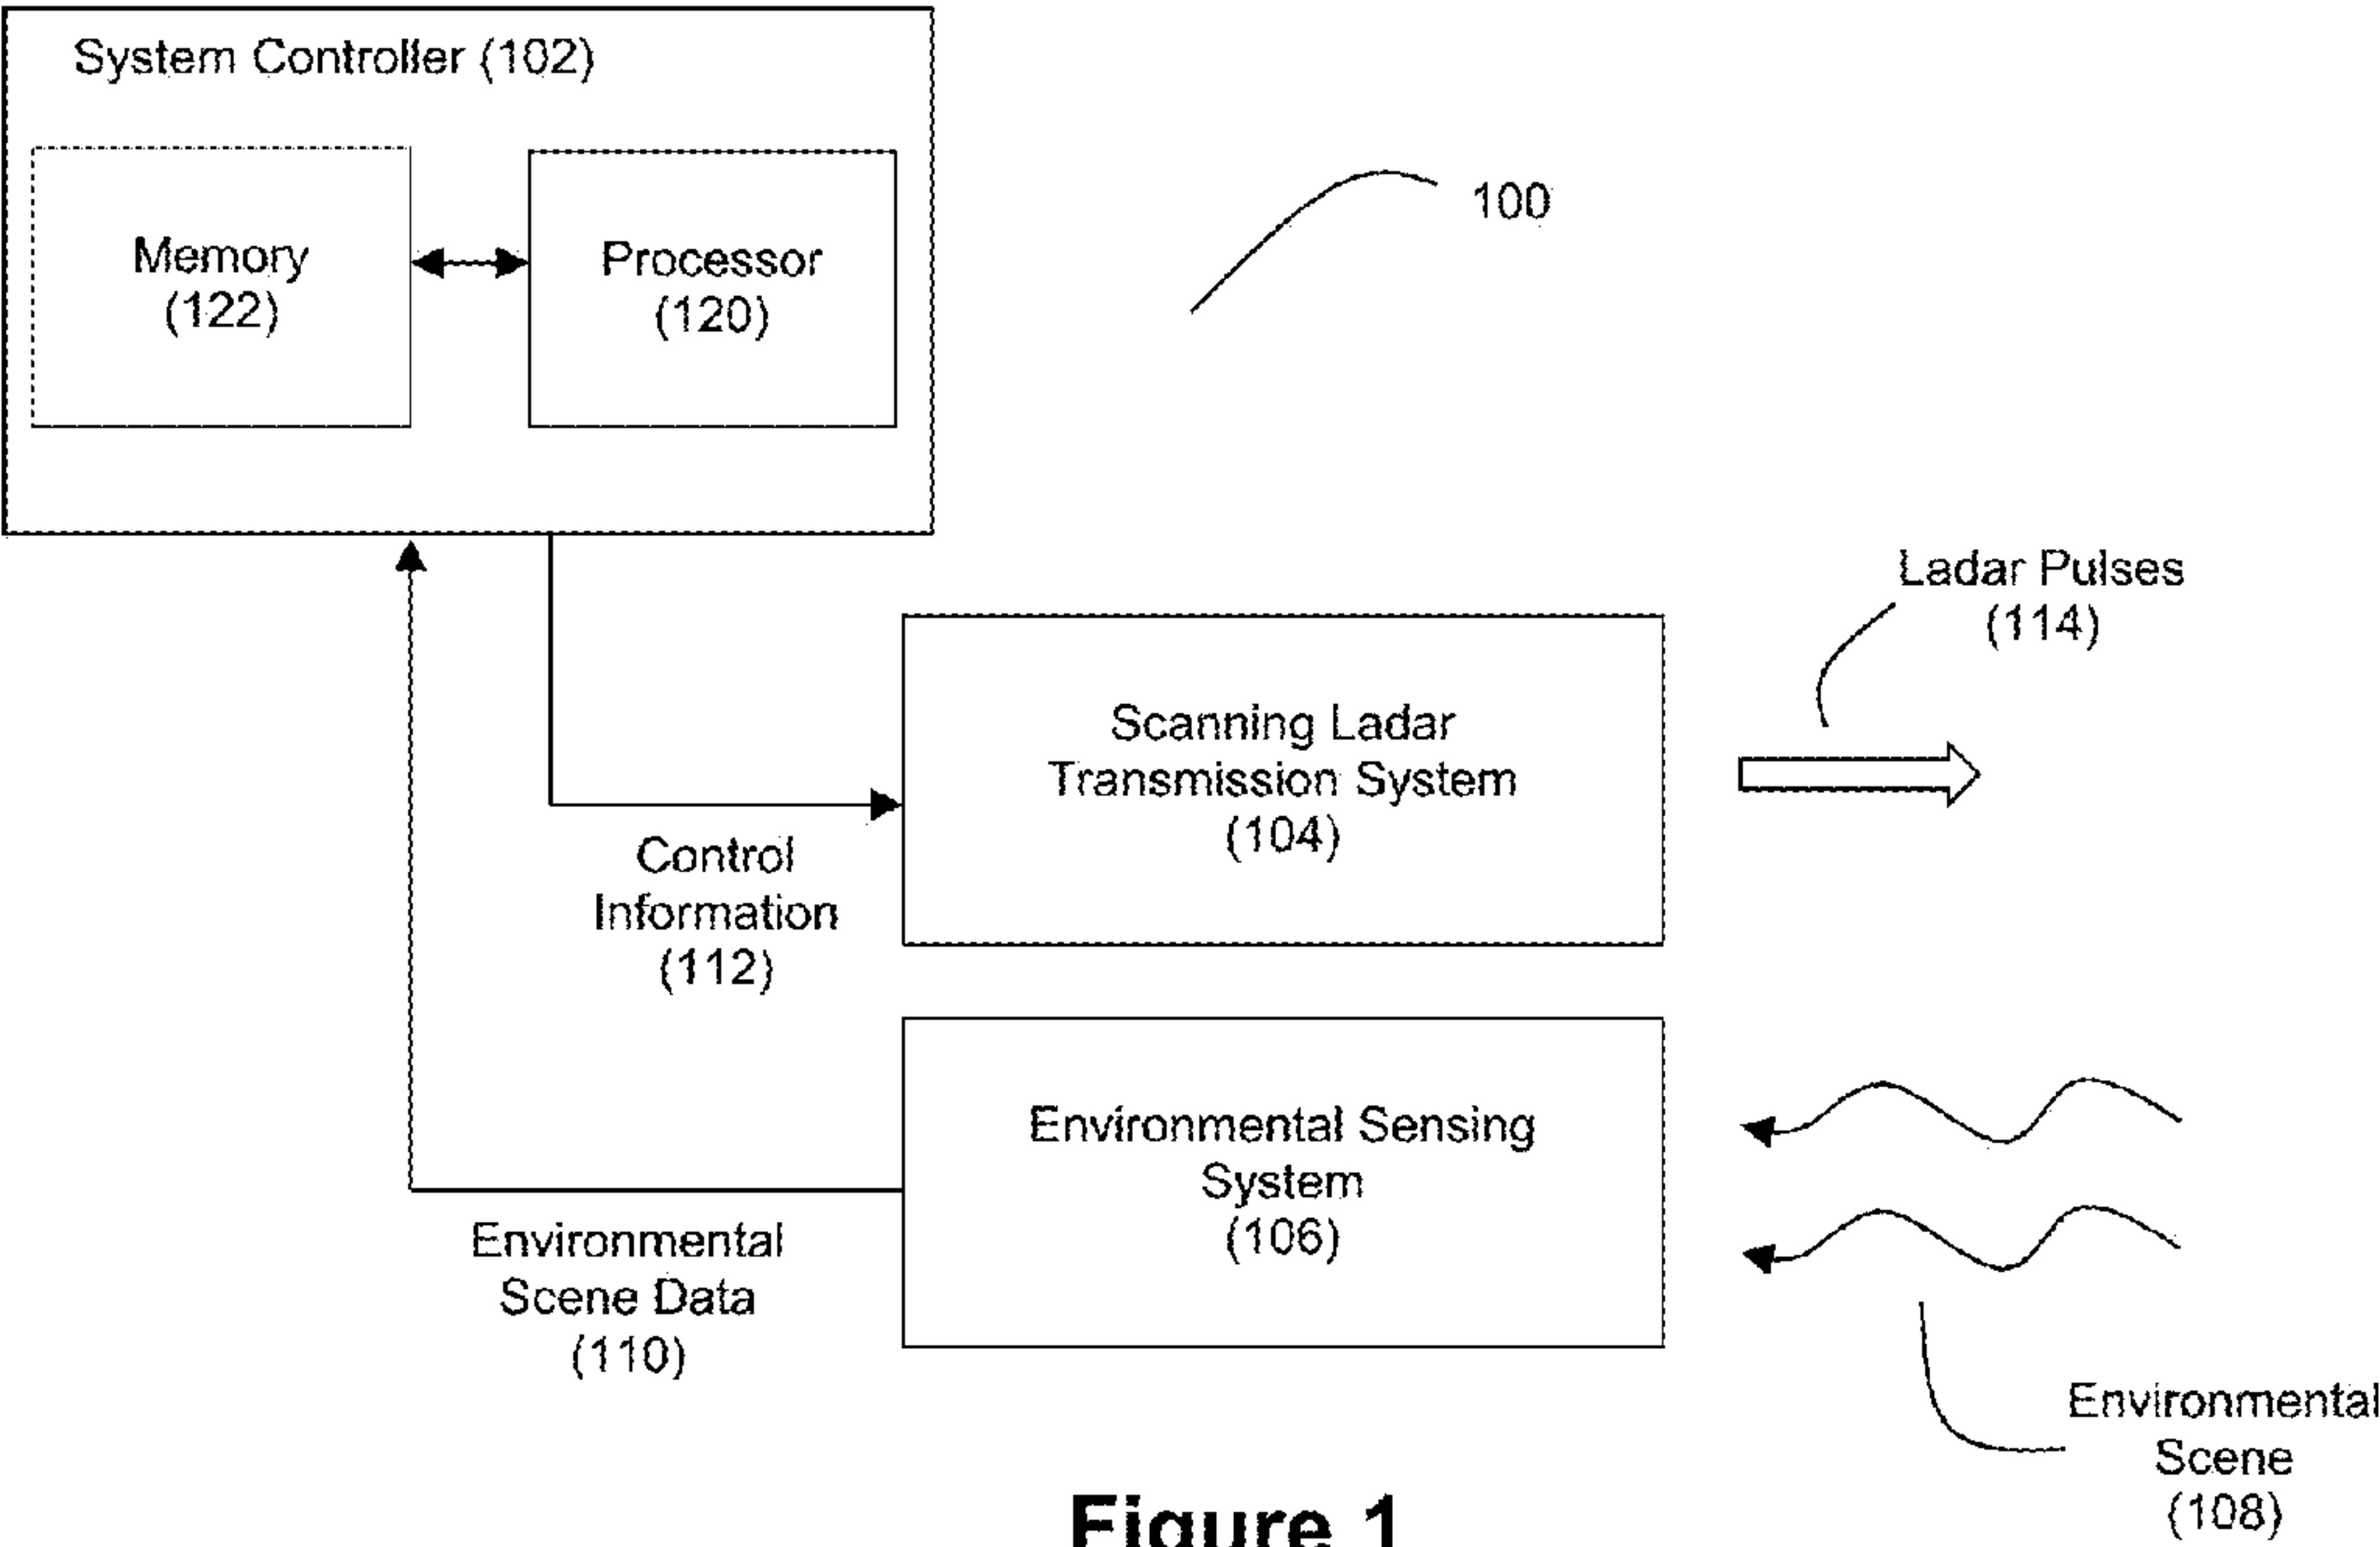 System Controller (102)
Memory
(122)
Processor
(120)
100
Ladar Pulses
(114)
Scanning Ladar
Transmission System
(104)
Control
Information
(112)
Environmental Sensing
System
(106)
Environmental
Scene Data
(110)
Environmental
Scene
(108)
Figure 1